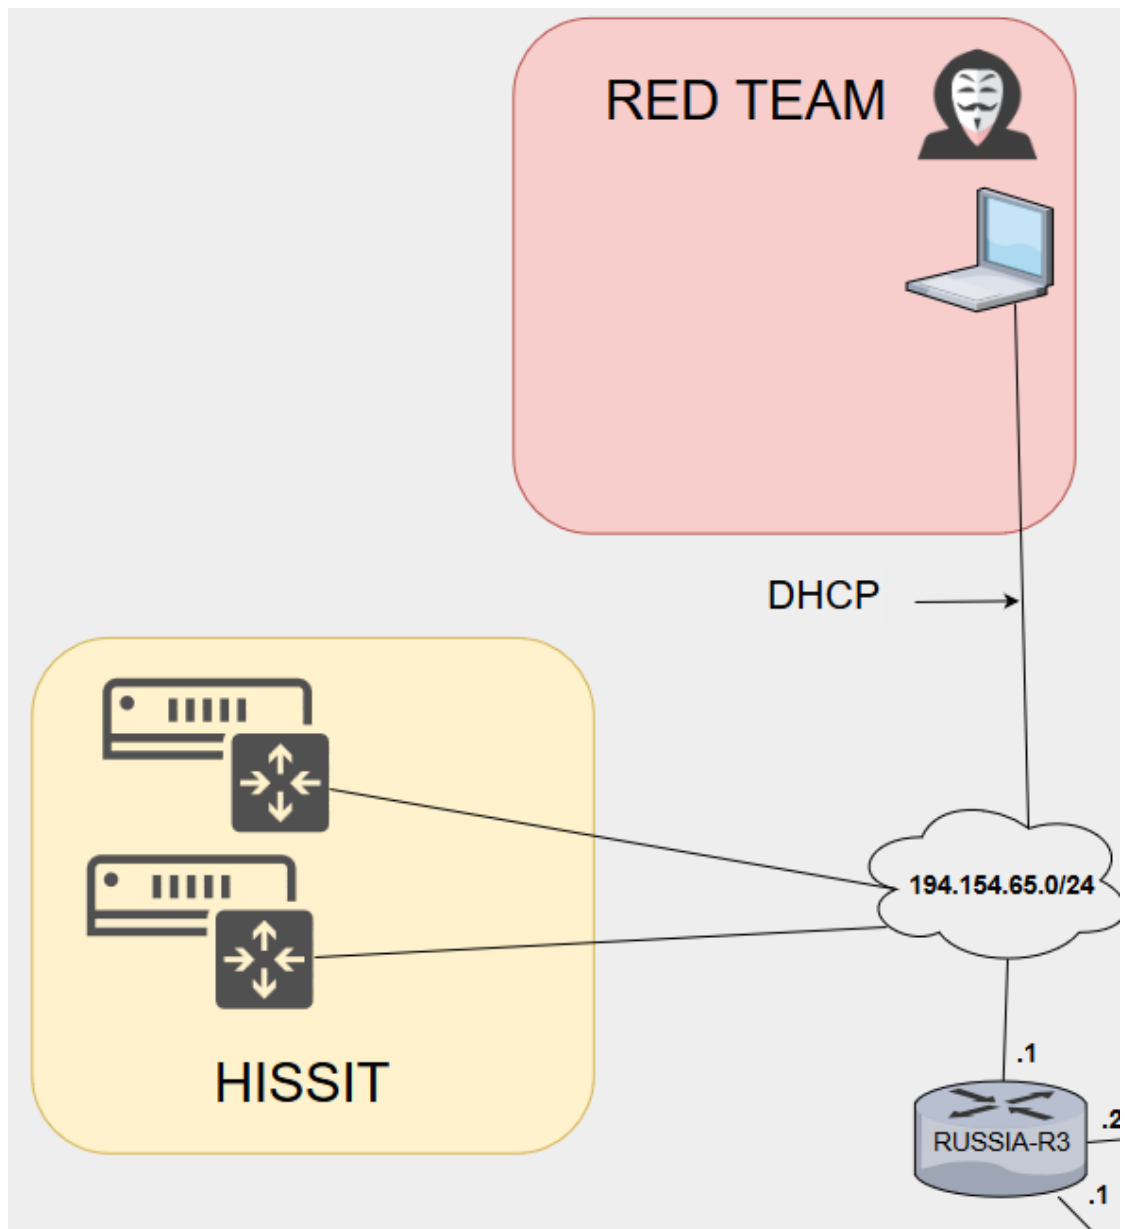 RED TEAM
DHCP
194.154.65.0/24
HISSIT
.1
RUSSIA-R3
.2
.1